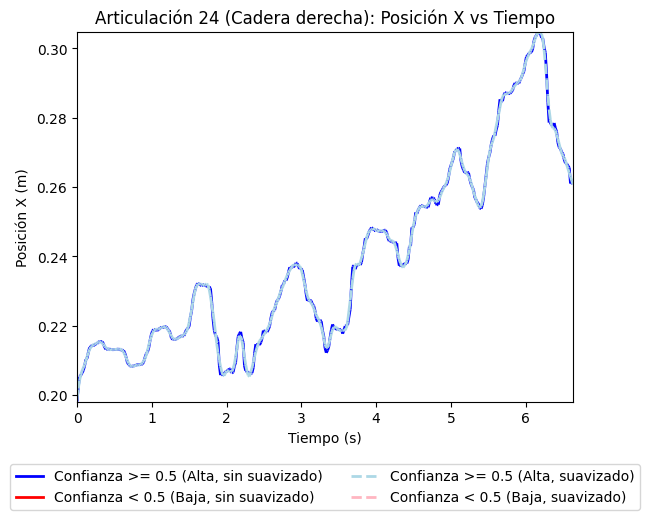 Articulación 24 (Cadera derecha): Posición X vs Tiempo
0.30
0.28
0.26
0.24
0.22
0.20
Posición X (m)
0 1 2 3 4 5 6
Tiempo (s)
Confianza >= 0.5 (Alta, sin suavizado)
Confianza < 0.5 (Baja, sin suavizado)
Confianza >= 0.5 (Alta, suavizado)
Confianza < 0.5 (Baja, suavizado)